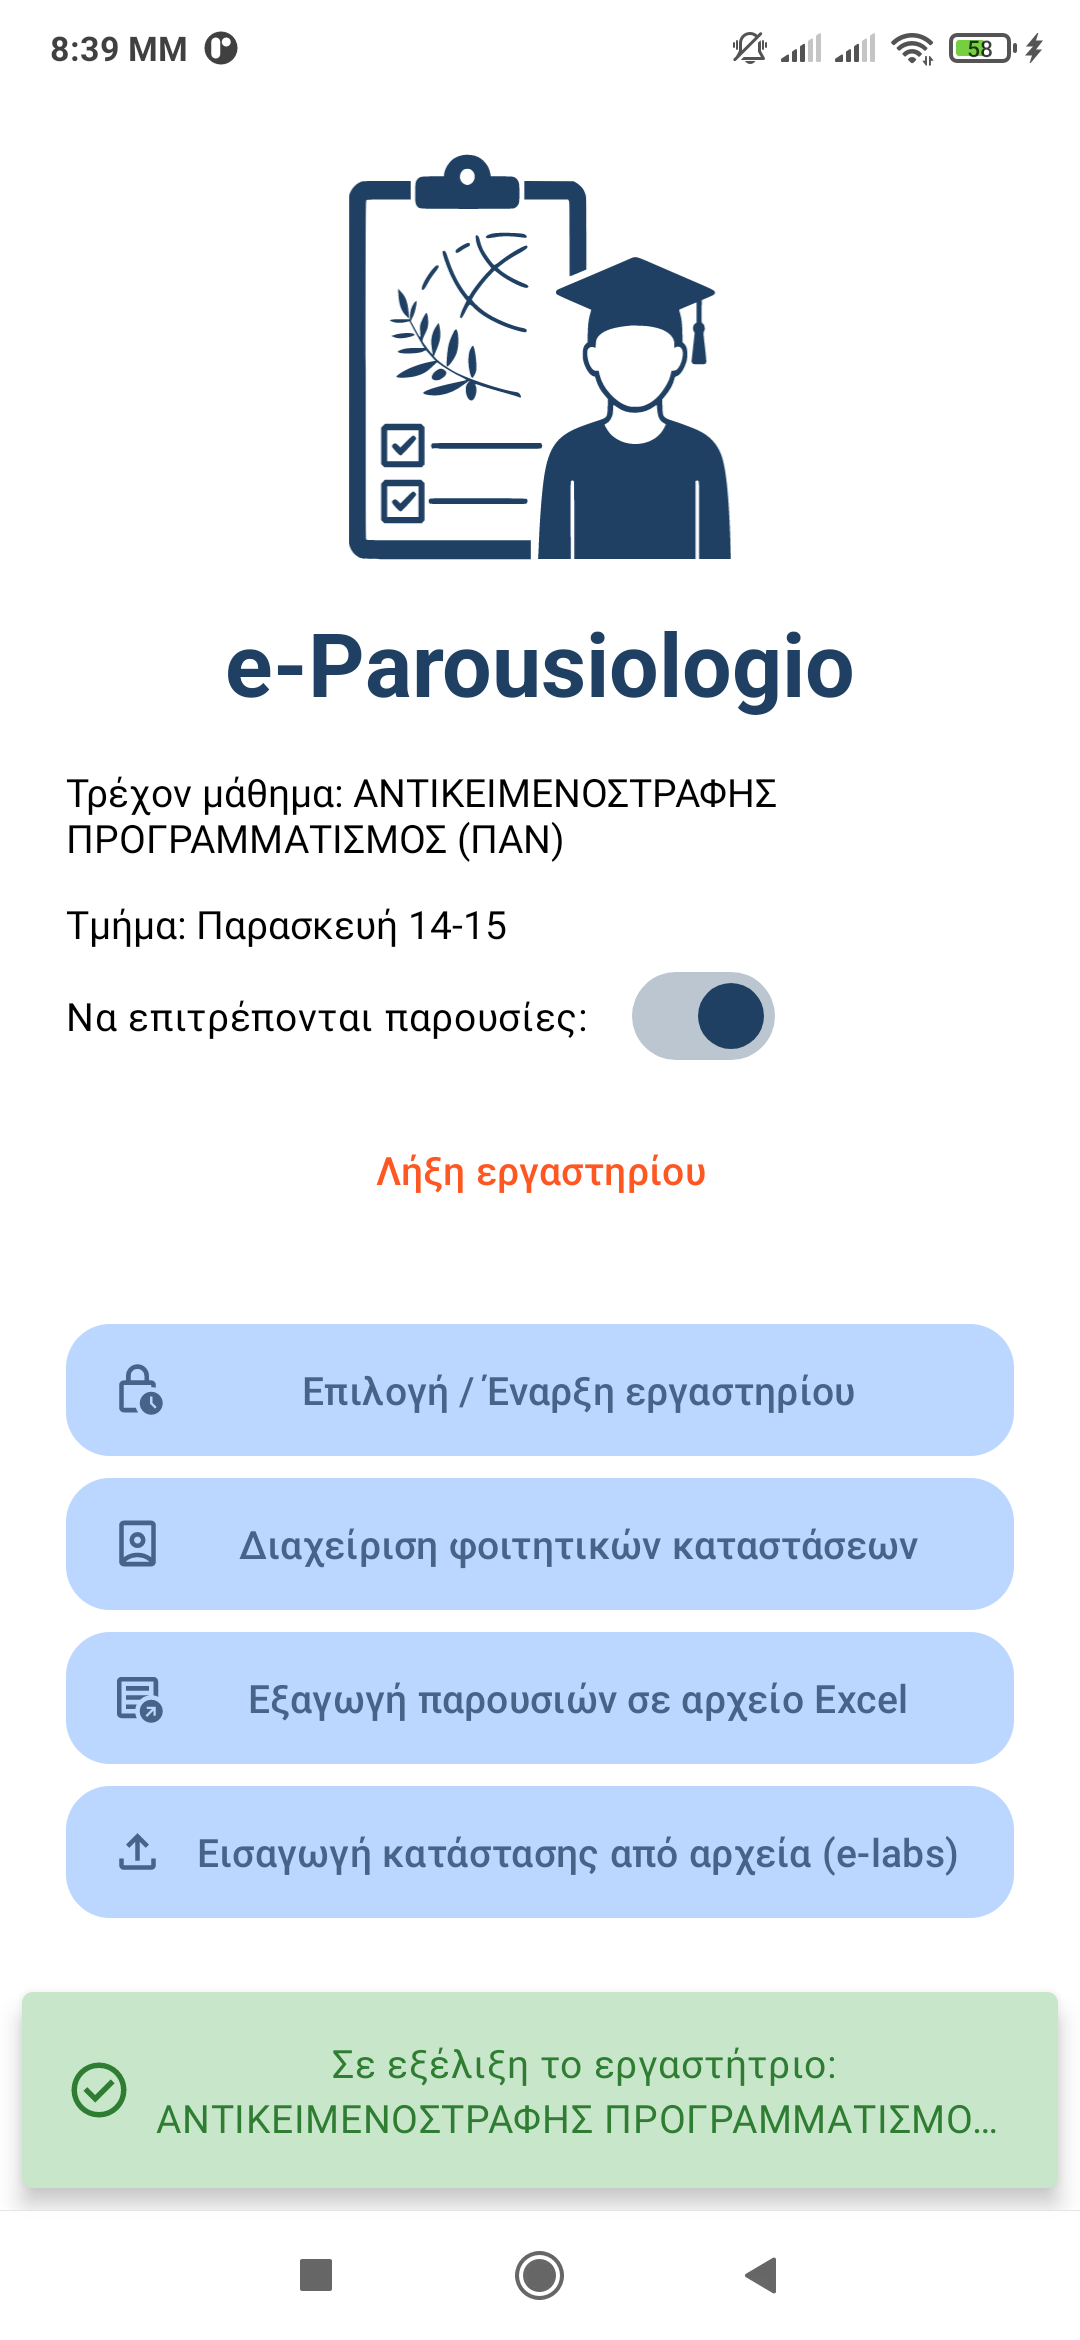 8:39 ΜΜ
58
e-Parousiologio
Τρέχον μάθημα: ΑΝΤΙΚΕΙΜΕΝΟΣΤΡΑΦΗΣ
ΠΡΟΓΡΑΜΜΑΤΙΣΜΟΣ (ΠΑΝ)
Τμήμα: Παρασκευή 14-15
Να επιτρέπονται παρουσίες:
Λήξη εργαστηρίου
Επιλογή / Έναρξη εργαστηρίου
Διαχείριση φοιτητικών καταστάσεων
Εξαγωγή παρουσιών σε αρχείο Excel
Εισαγωγή κατάστασης από αρχεία (e-labs)
Σε εξέλιξη το εργαστήτριο:
ΑΝΤΙΚΕΙΜΕΝΟΣΤΡΑΦΗΣ ΠΡΟΓΡΑΜΜΑΤΙΣΜΟ...